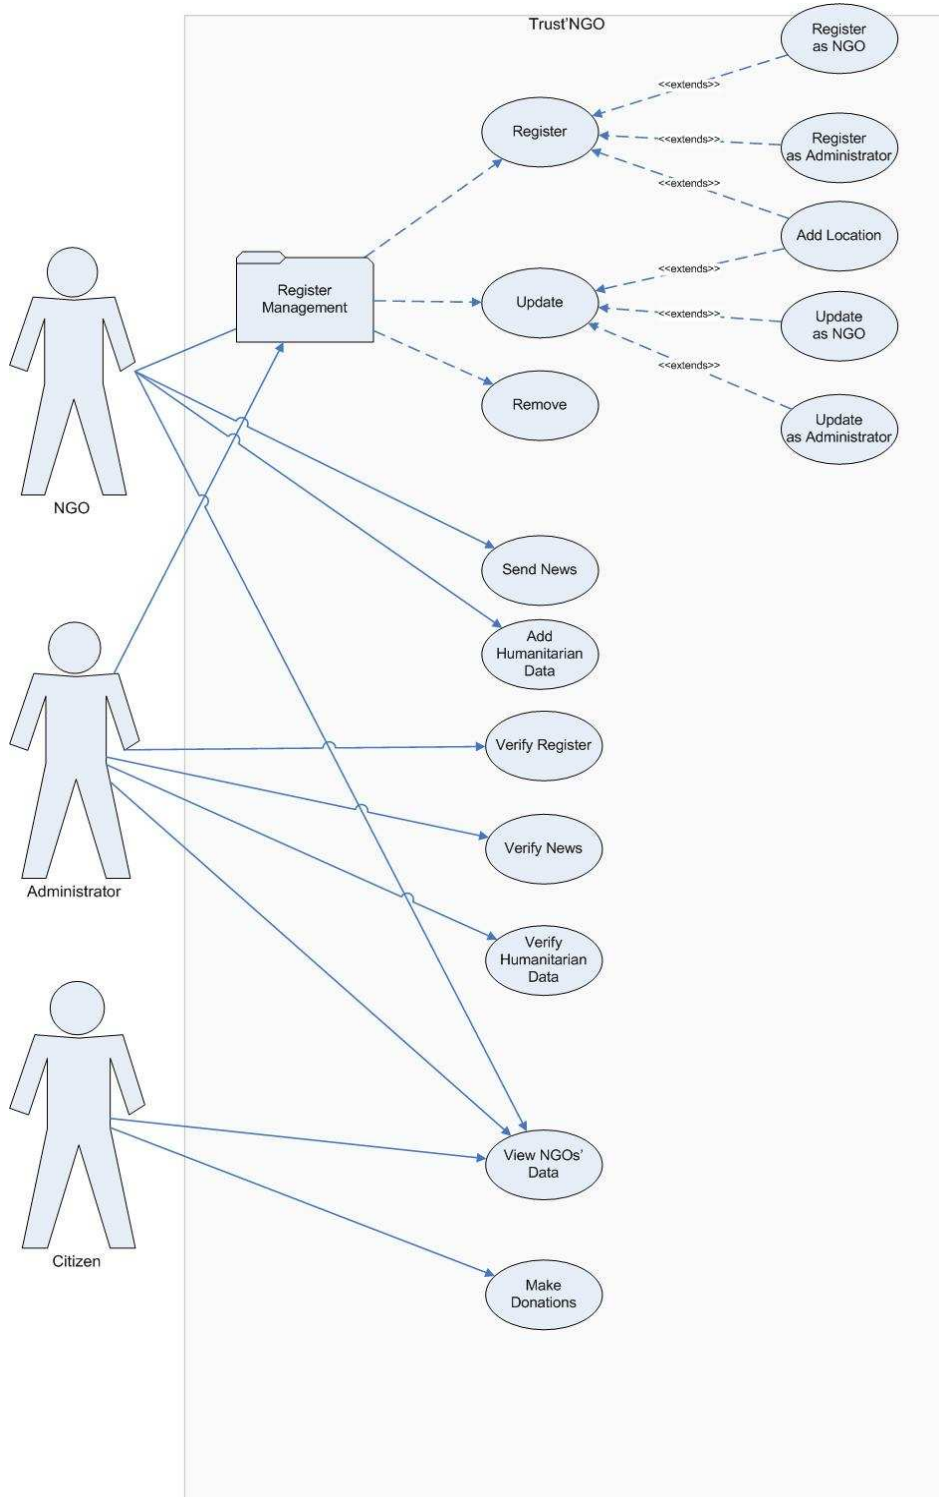 Trust'NGO
Register
as NGO
<<extends>>
Register
Register
as Administrator
<<extends>>
<<extends>>
Add Location
<<extends>>
Register
Management
Update
<<extends>>
Update
as NGO
<<extends>>
Remove
Update
as Administrator
NGO
Send News
Add
Humanitarian
Data
Verify Register
Verify News
Administrator
Verify
Humanitarian
Data
View NGOs'
Data
Citizen
Make
Donations